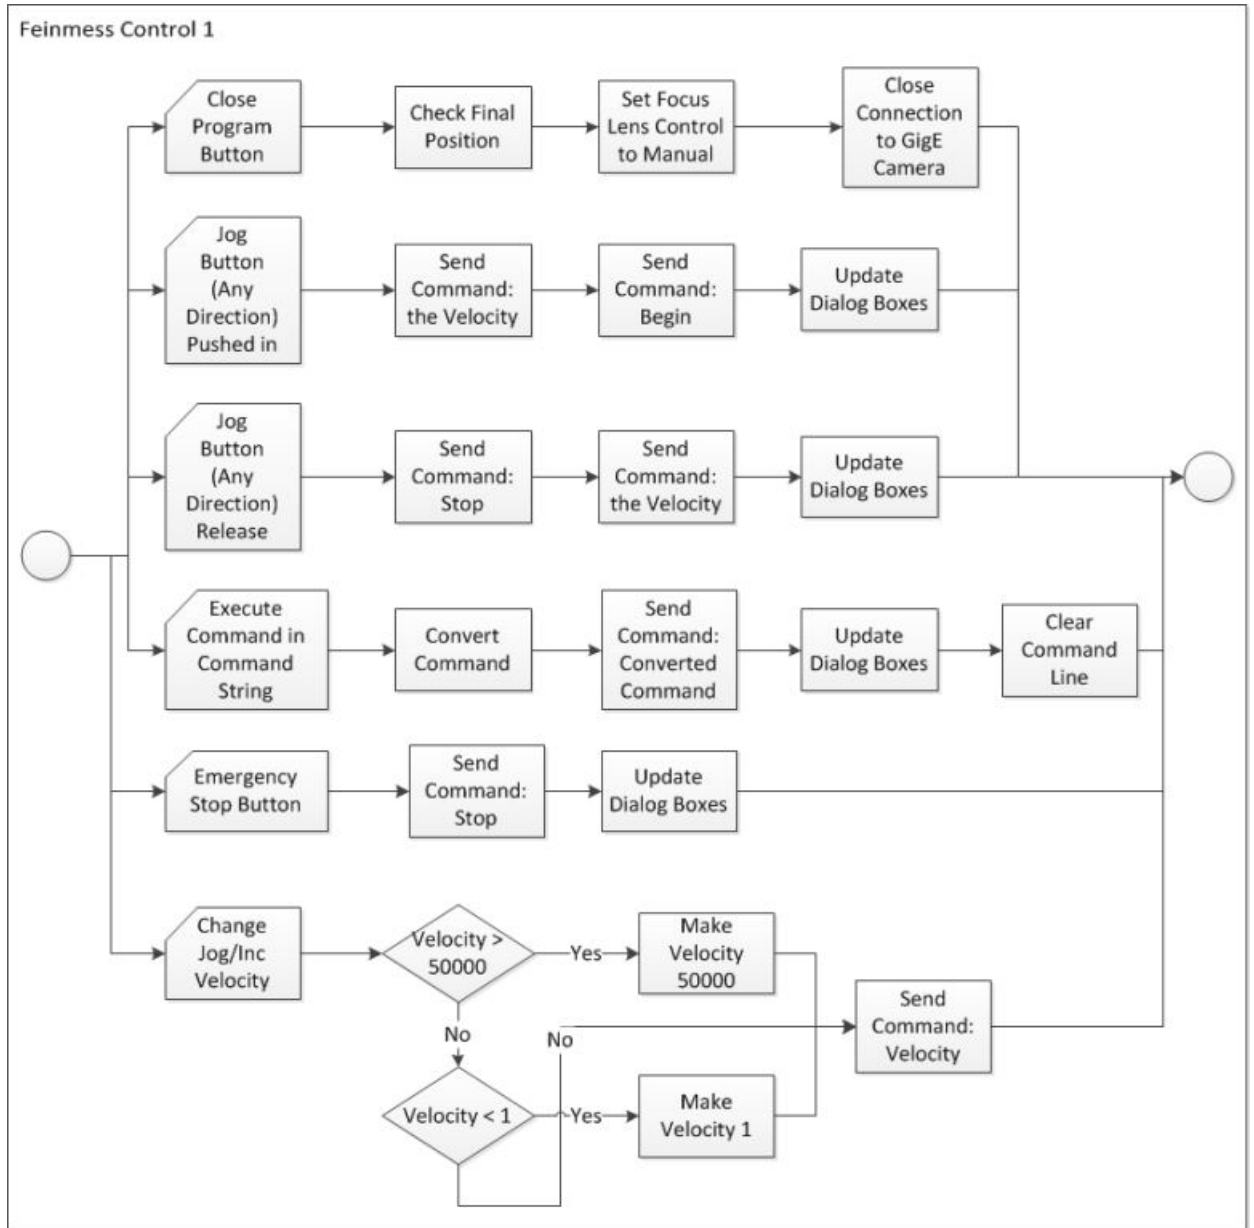 Feinmess Control 1
Close
Program
Button
Check Final
Position
Set Focus
Lens Control
to Manual
Close
Connection
to GigE
Camera
Jog
Button
(Any
Direction)
Pushed in
Send
Command:
the Velocity
Send
Command:
Begin
Update
Dialog Boxes
Jog
Button
(Any
Direction)
Release
Send
Command:
Stop
Send
Command:
the Velocity
Update
Dialog Boxes
Execute
Command in
Command
String
Convert
Command
Send
Command:
Converted
Command
Update
Dialog Boxes
Clear
Command
Line
Emergency
Stop Button
Send
Command:
Stop
Update
Dialog Boxes
Change
Jog/Inc
Velocity
Velocity >
50000
Yes
Make
Velocity
50000
No
No
Send
Command:
Velocity
Velocity < 1
Yes
Make
Velocity 1